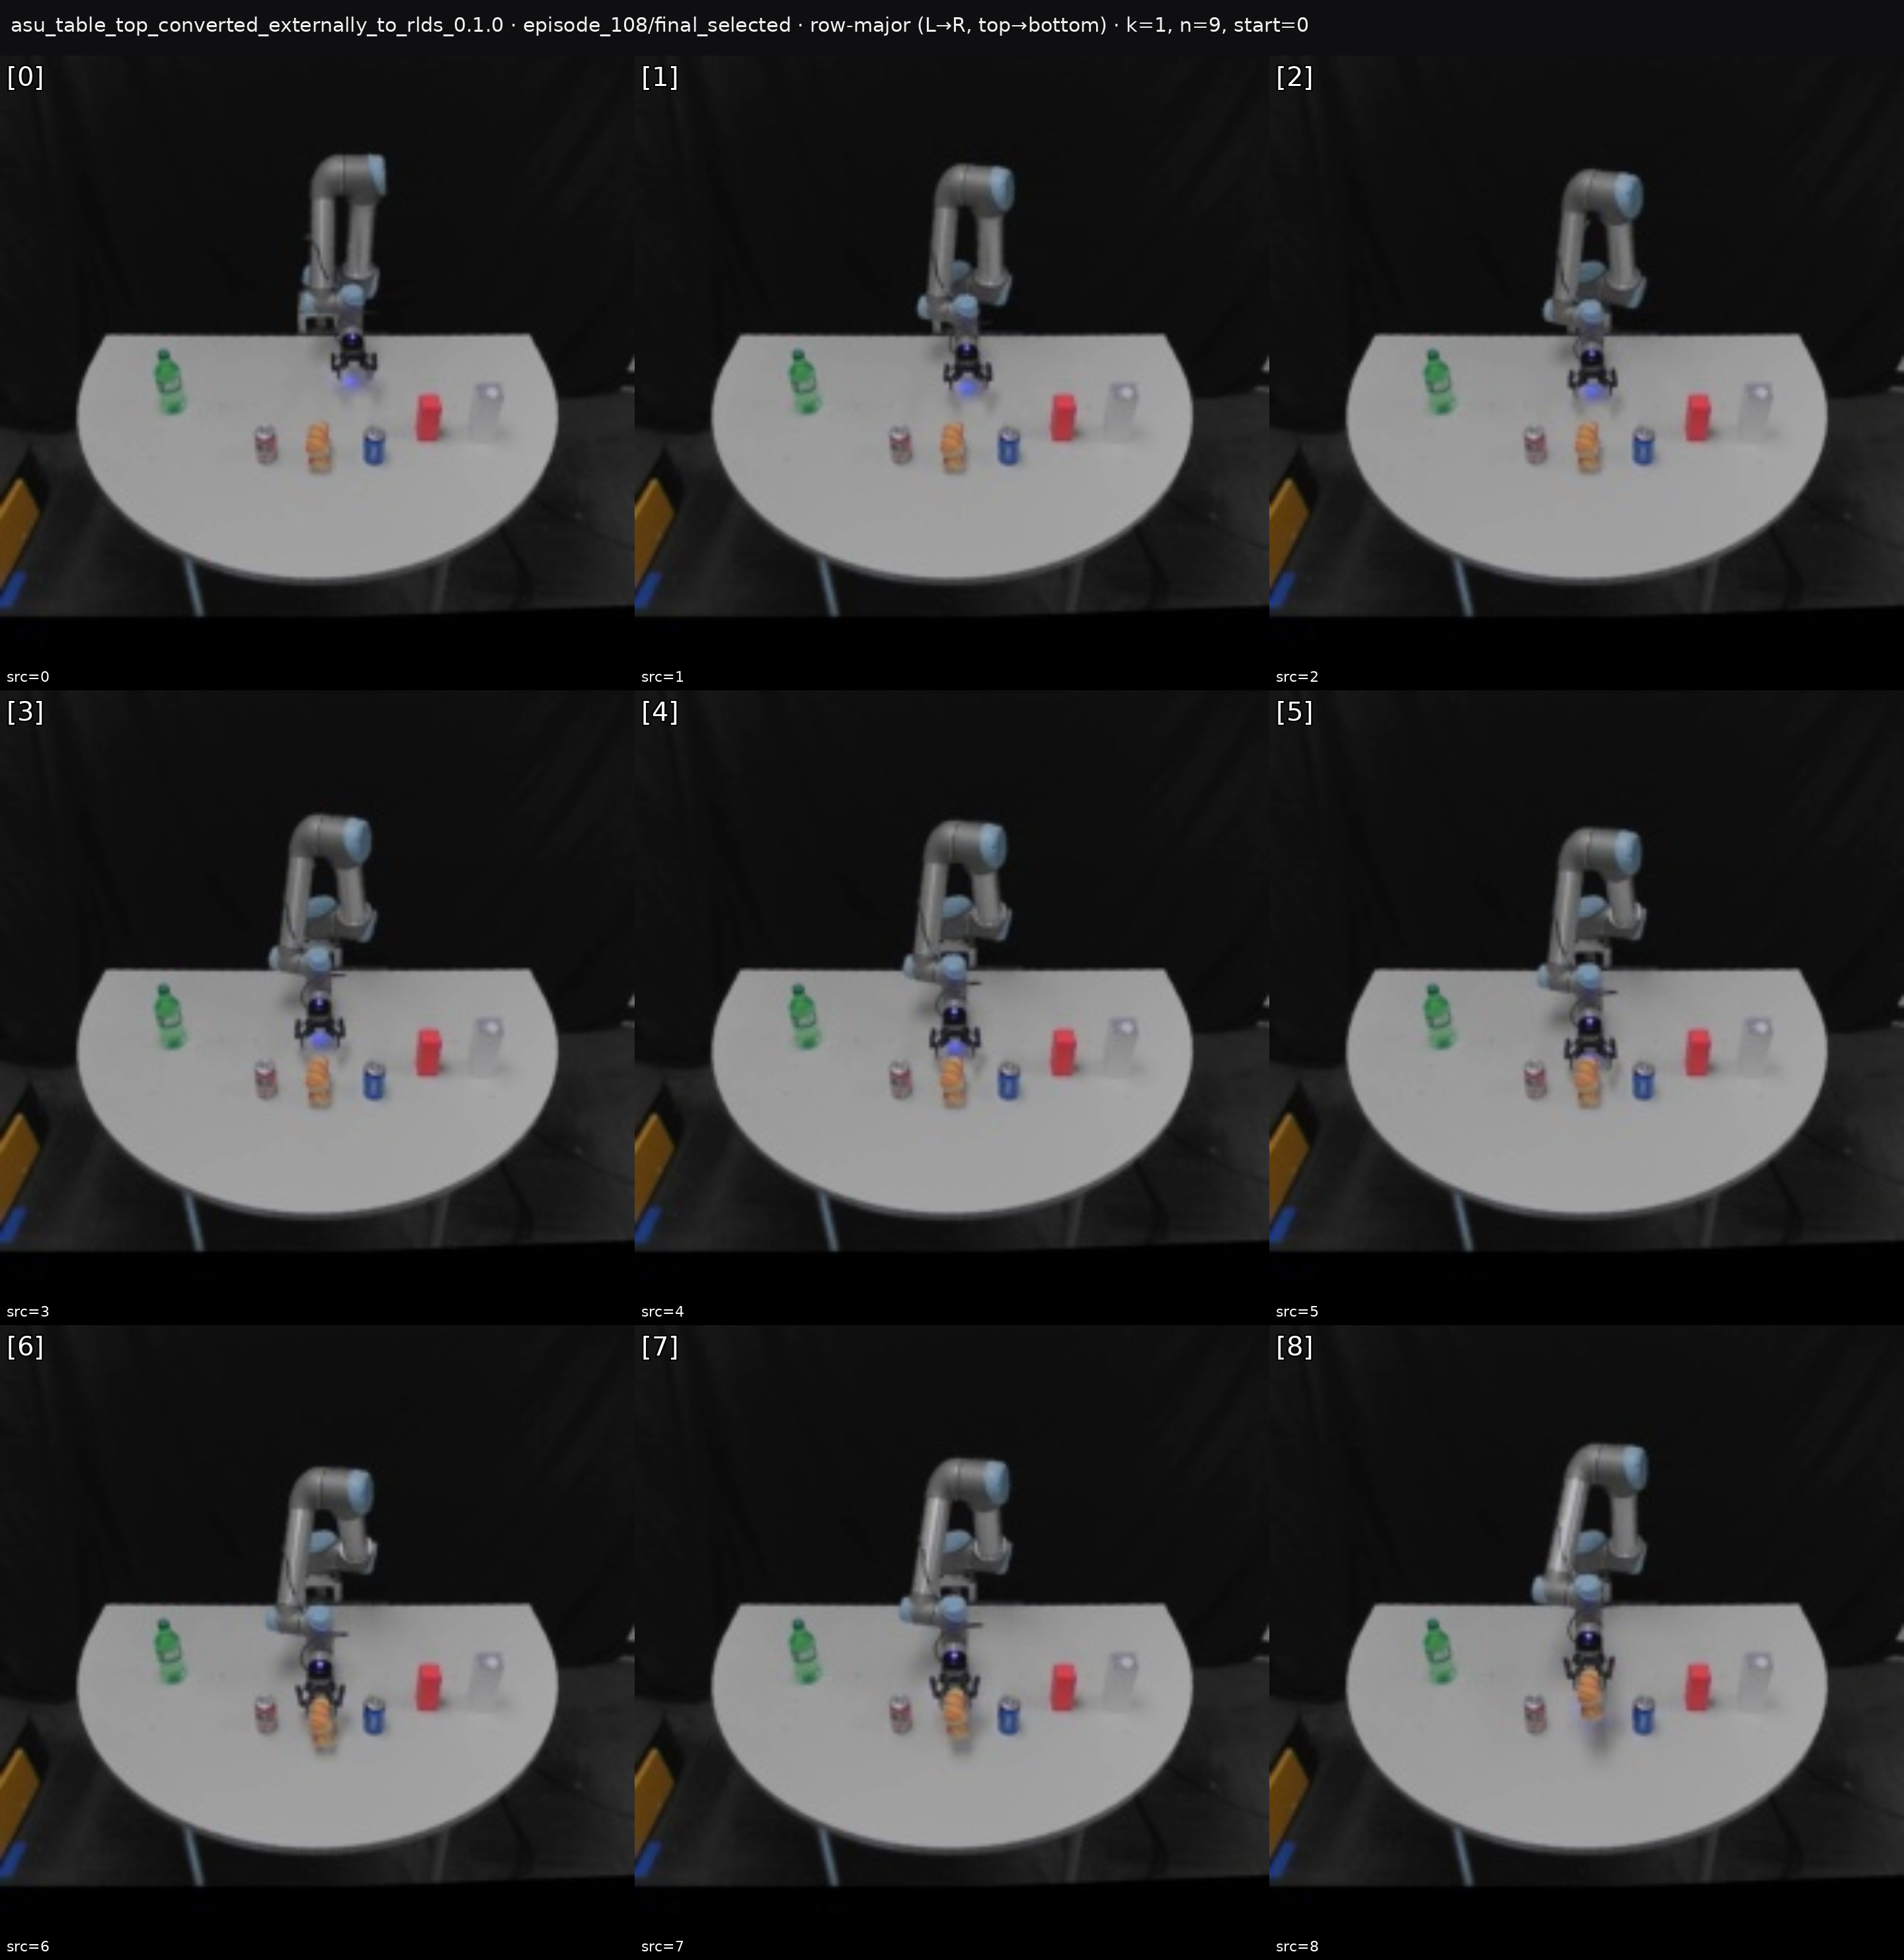 asu_table_top_converted_externally_to_rlds_0.1.0 · episode_108/final_selected · row-major (L→R, top→bottom) · k=1, n=9, start=0
[0]
[1]
[2]
src=0
src=1
src=2
[3]
[4]
[5]
src=3
src=4
src=5
[6]
[7]
[8]
src=6
src=7
src=8